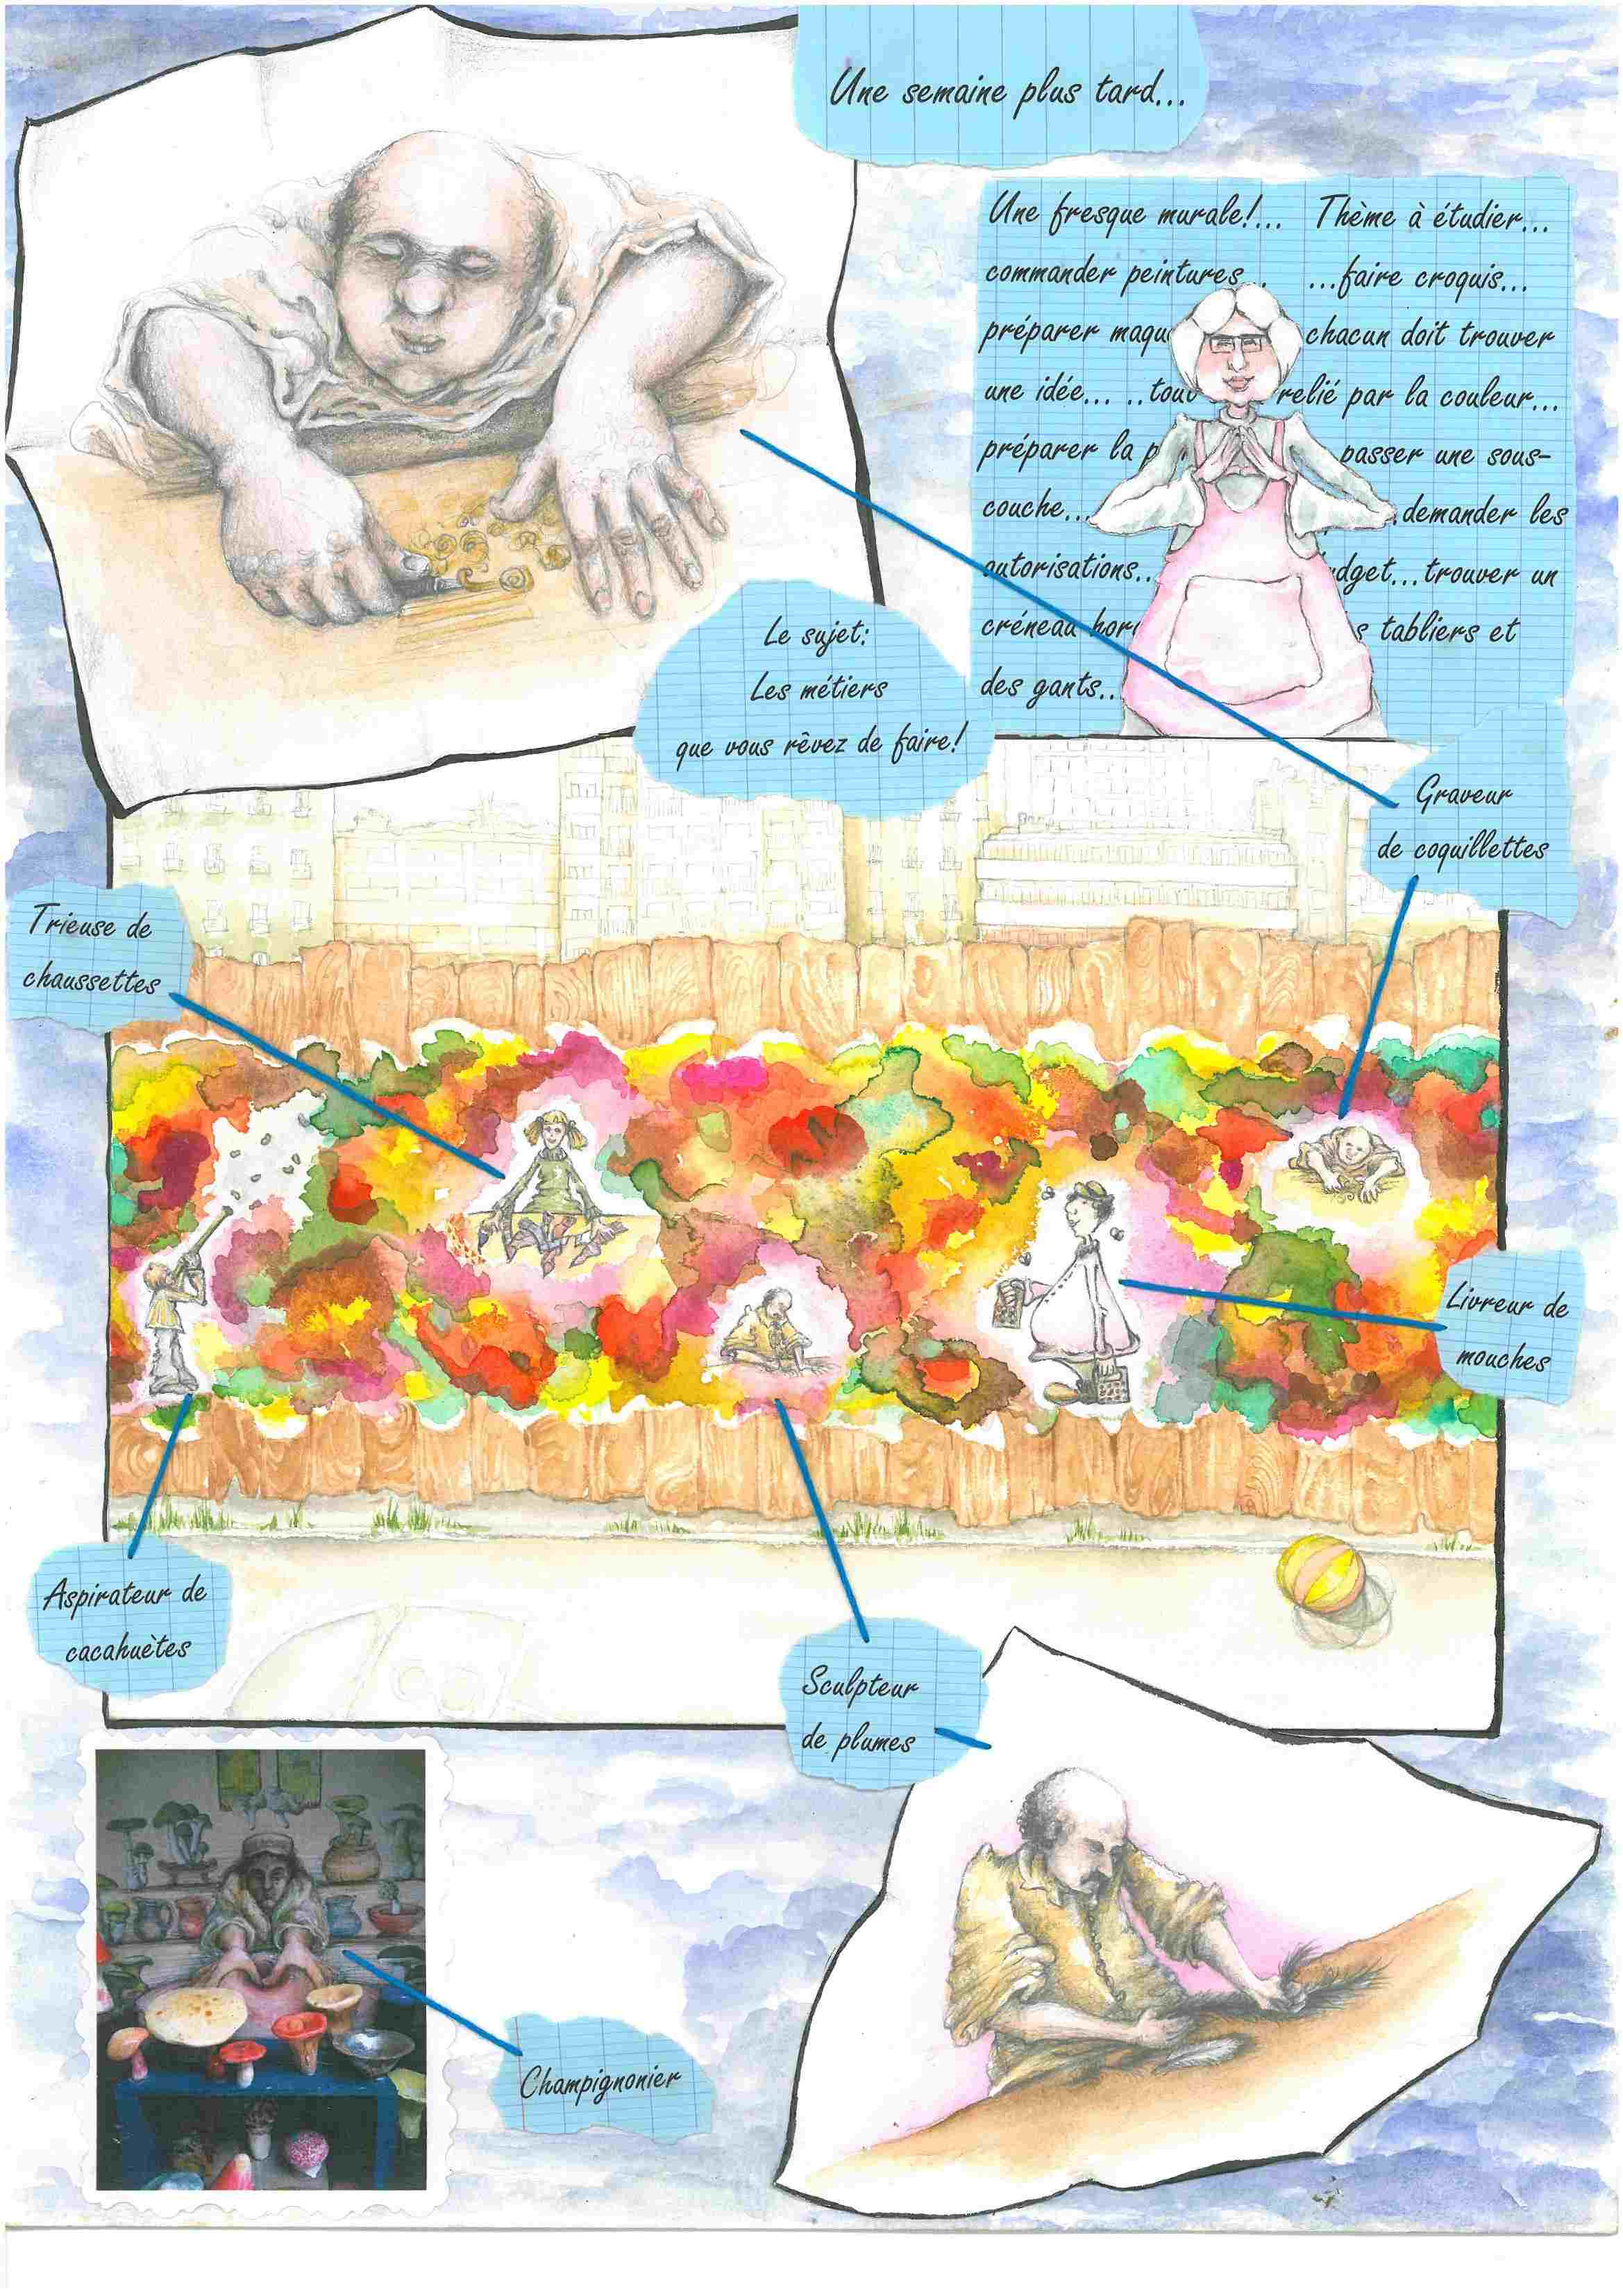 Une semaine plus tard...
Une fresque murale!... Thème à étudier...
commander peintures... ...faire croquis...
préparer maqu chacun doit trouver
une idée... ..tout relié par la couleur...
préparer la p passer une sous-
couche... demander les
autorisations.. dget...trouver un
créneau hor s tabliers et
des gants..
Le sujet:
Les métiers
que vous rêvez de faire!
Graveur
de coquillettes
Trieuse de
chaussettes
Livreur de
mouches
Aspirateur de
cacahuètes
Sculpteur
de plumes
Champignonier